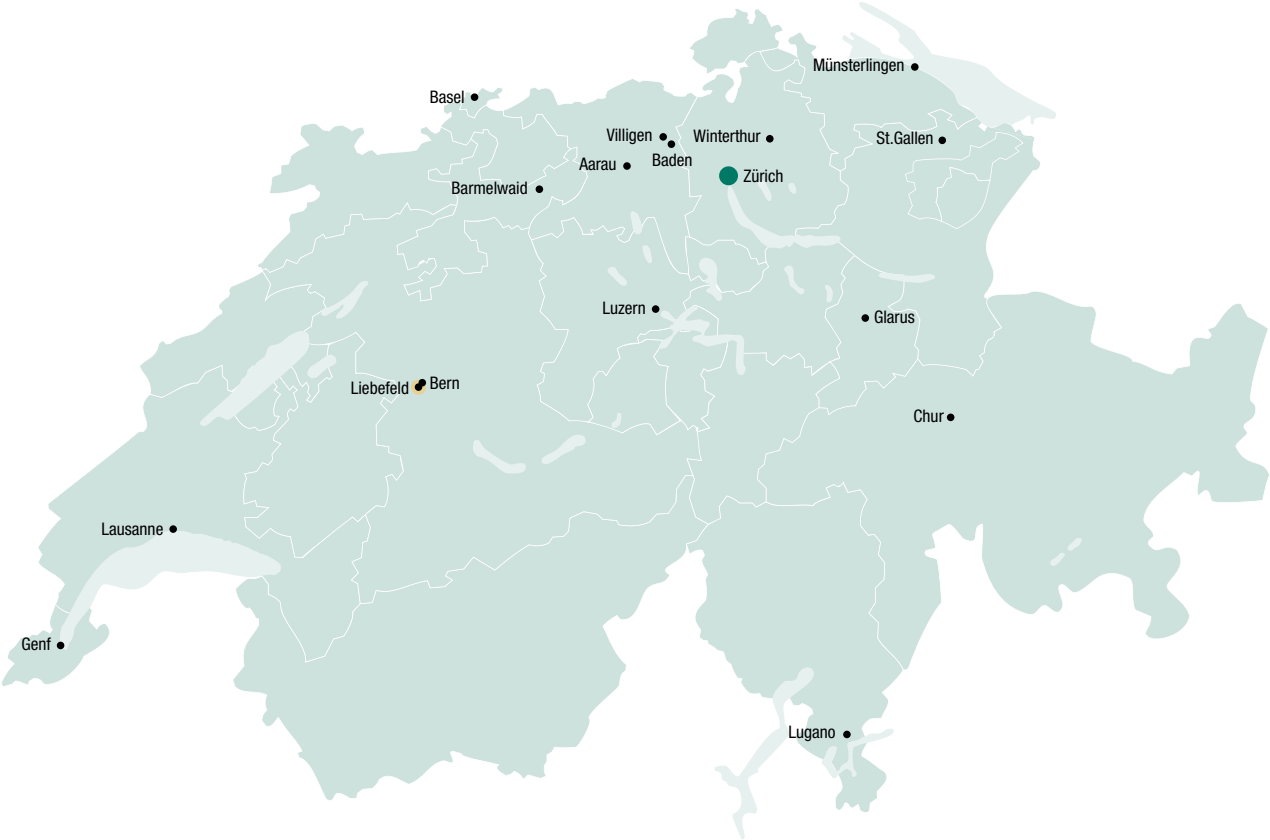 Münsterlingen
Basel
Villigen
Winterthur
St.Gallen
Baden
Aarau
Zürich
Barmelwaid
Luzern
Glarus
Liebefeld
Bern
Chur
Lausanne
Genf
Lugano